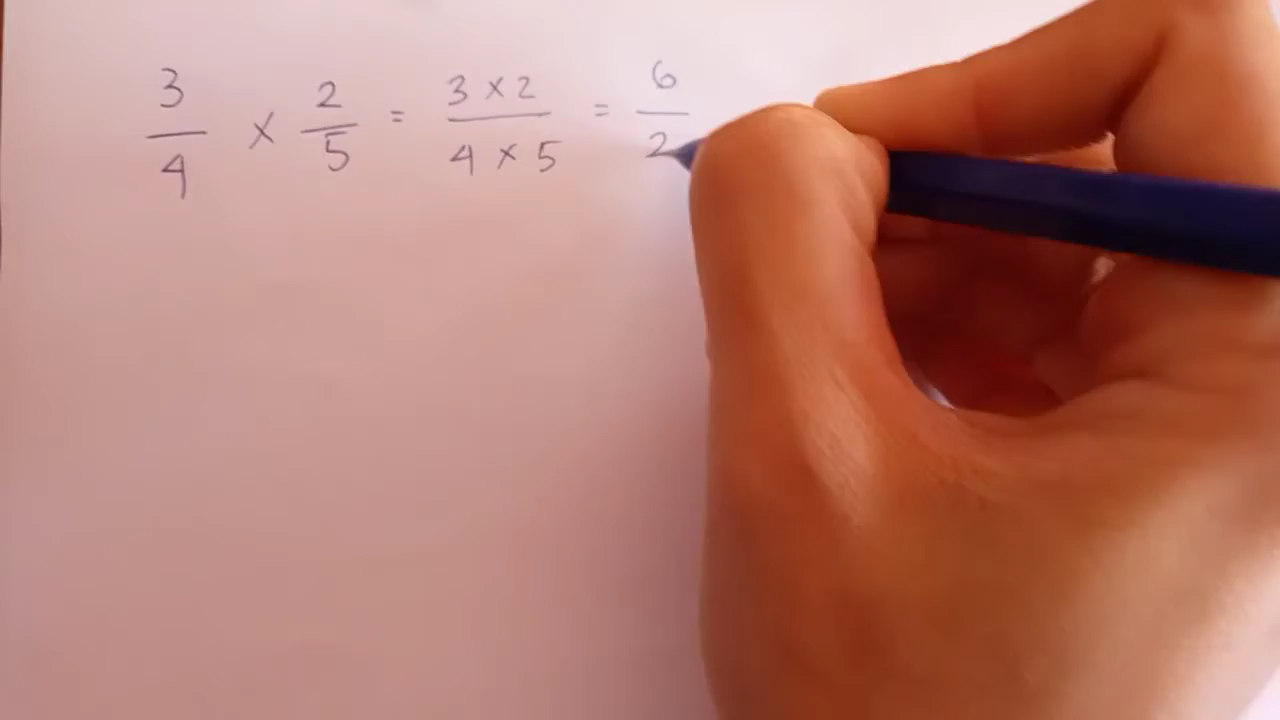 3/4 × 2/5 = 3 × 2/4 × 5 = 6/2